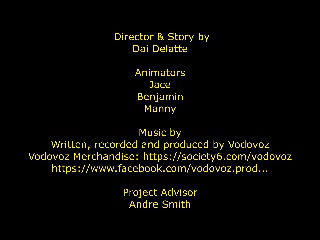 Director & Story by
Dai Delatte
Animators
Jace
Benjamin
Manny
Music by
Written, recorded and produced by Vodovoz
Vodovoz Merchandise: https://society6.com/vodovoz
https://www.facebook.com/vodovoz.prod...
Project Advisor
Andre Smith